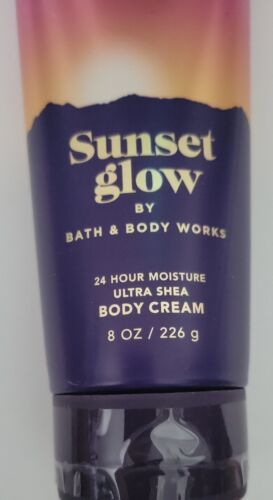 Sunset
glow
BY
BATH & BODY WORKS
24 HOUR MOISTURE
ULTRA SHEA
BODY CREAM
8 OZ / 226 g